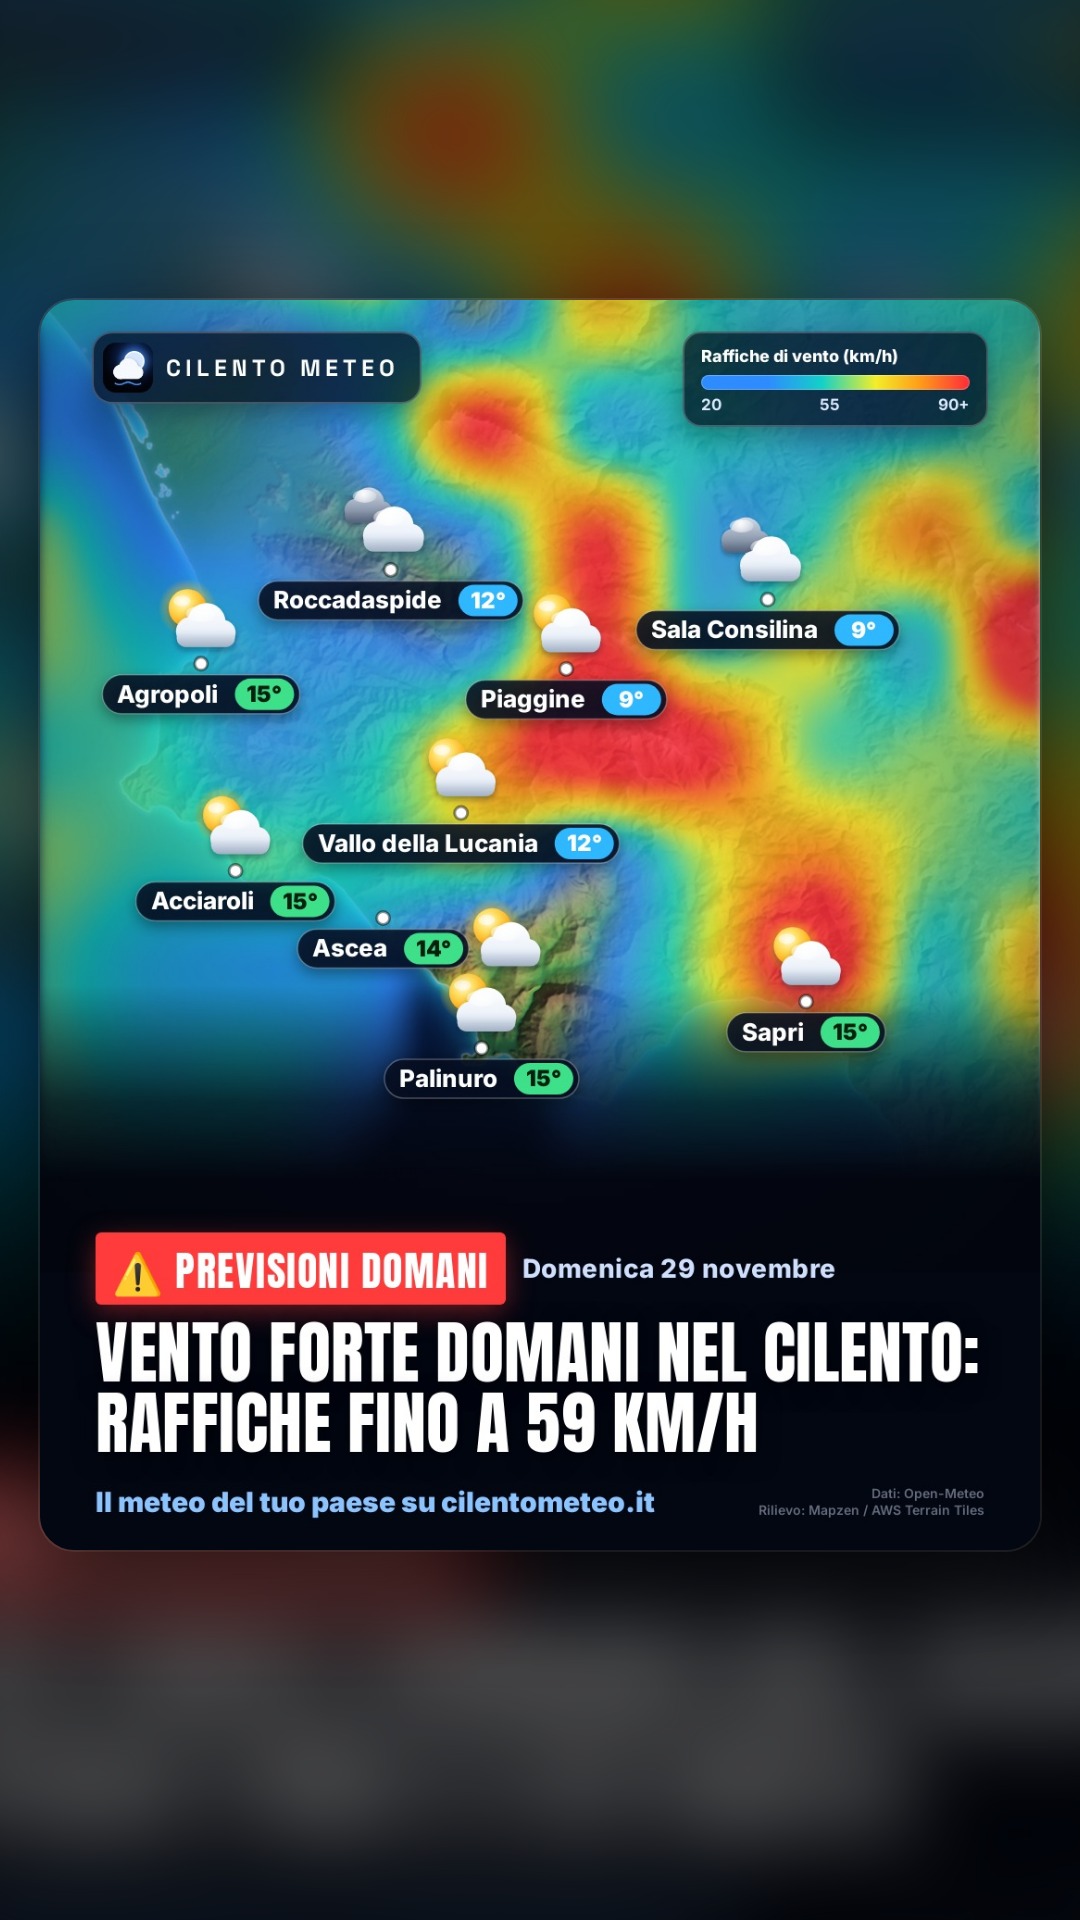 CILENTO METEO
Raffiche di vento (km/h)
20 55 90+
Roccadaspide 12°
Sala Consilina 9°
Agropoli 15°
Piaggine 9°
Vallo della Lucania 12°
Acciaroli 15°
Ascea 14°
Sapri 15°
Palinuro 15°
⚠️ PREVISIONI DOMANI Domenica 29 novembre
VENTO FORTE DOMANI NEL CILENTO:
RAFFICHE FINO A 59 KM/H
Il meteo del tuo paese su cilentometeo.it
Dati: Open-Meteo
Rilievo: Mapzen / AWS Terrain Tiles